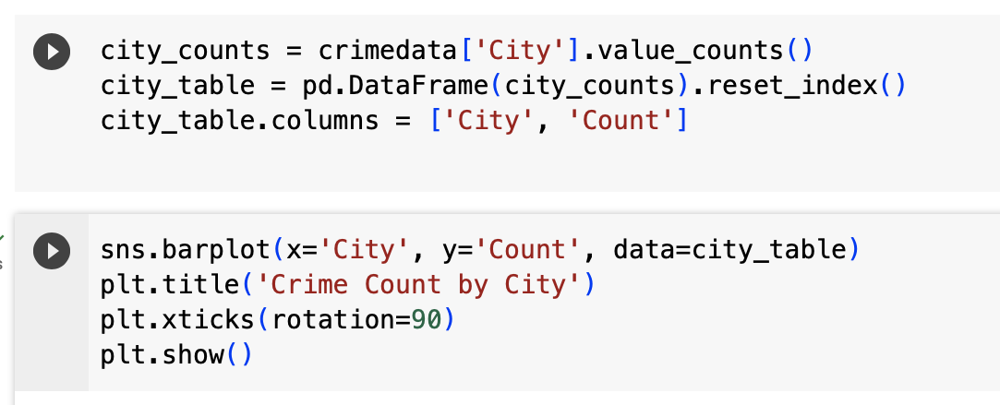 city_counts = crimedata['City'].value_counts()
city_table = pd.DataFrame(city_counts).reset_index()
city_table.columns = ['City', 'Count']
sns.barplot(x='City', y='Count', data=city_table)
plt.title('Crime Count by City')
plt.xticks(rotation=90)
plt.show()